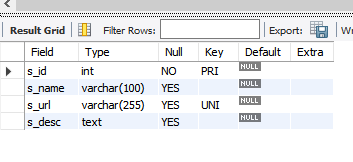 Result Grid Filter Rows: Export: Wr
Field Type Null Key Default Extra
s_id int NO PRI NULL
s_name varchar(100) YES NULL
s_url varchar(255) YES UNI NULL
s_desc text YES NULL